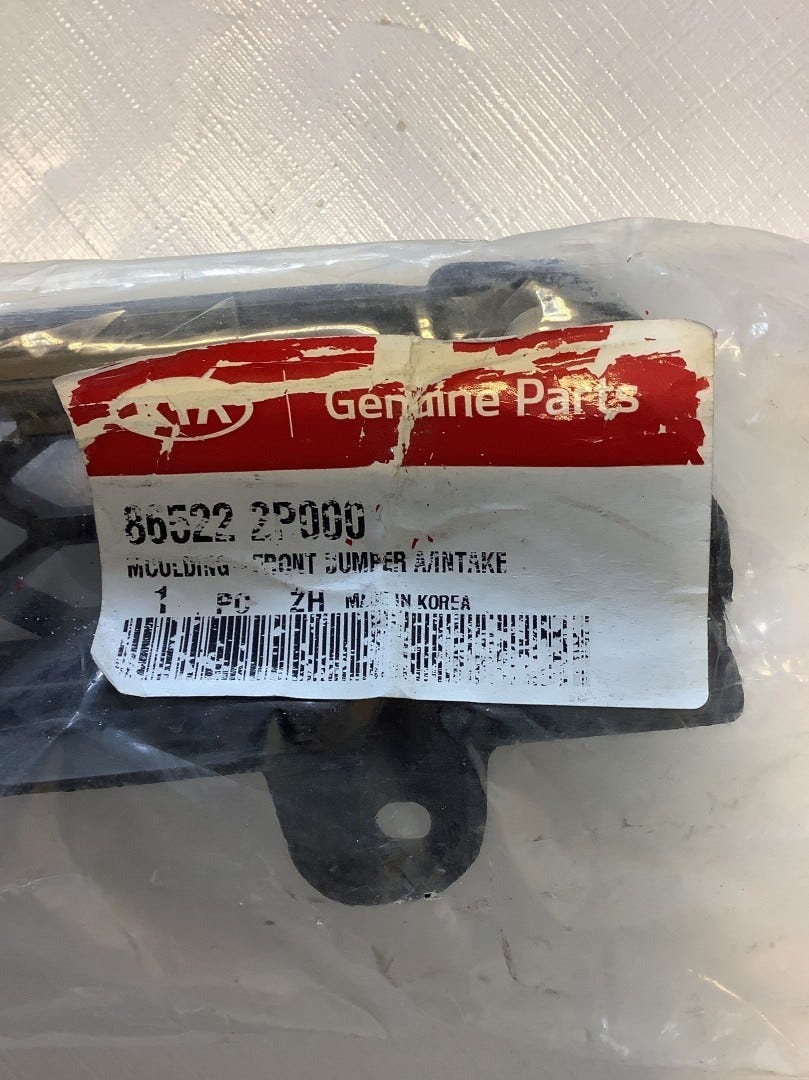 KIA Genuine Parts
86522 2P000
MOULDING - FRONT BUMPER A/INTAKE
1 PC ZH MADE IN KOREA